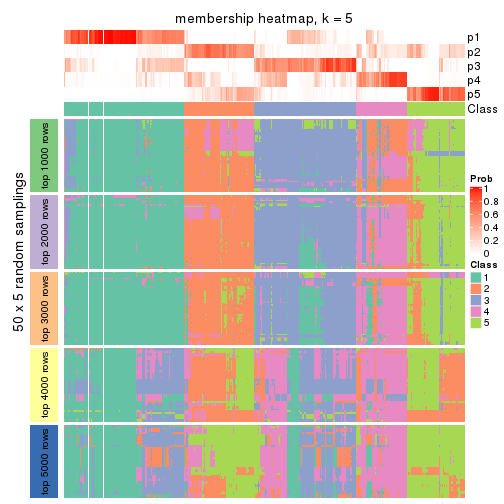 membership heatmap, k = 5
p1
p2
p3
p4
p5
Class
50 x 5 random samplings
top 1000 rows
top 2000 rows
top 3000 rows
top 4000 rows
top 5000 rows
Prob
1
0.8
0.6
0.4
0.2
0
Class
1
2
3
4
5